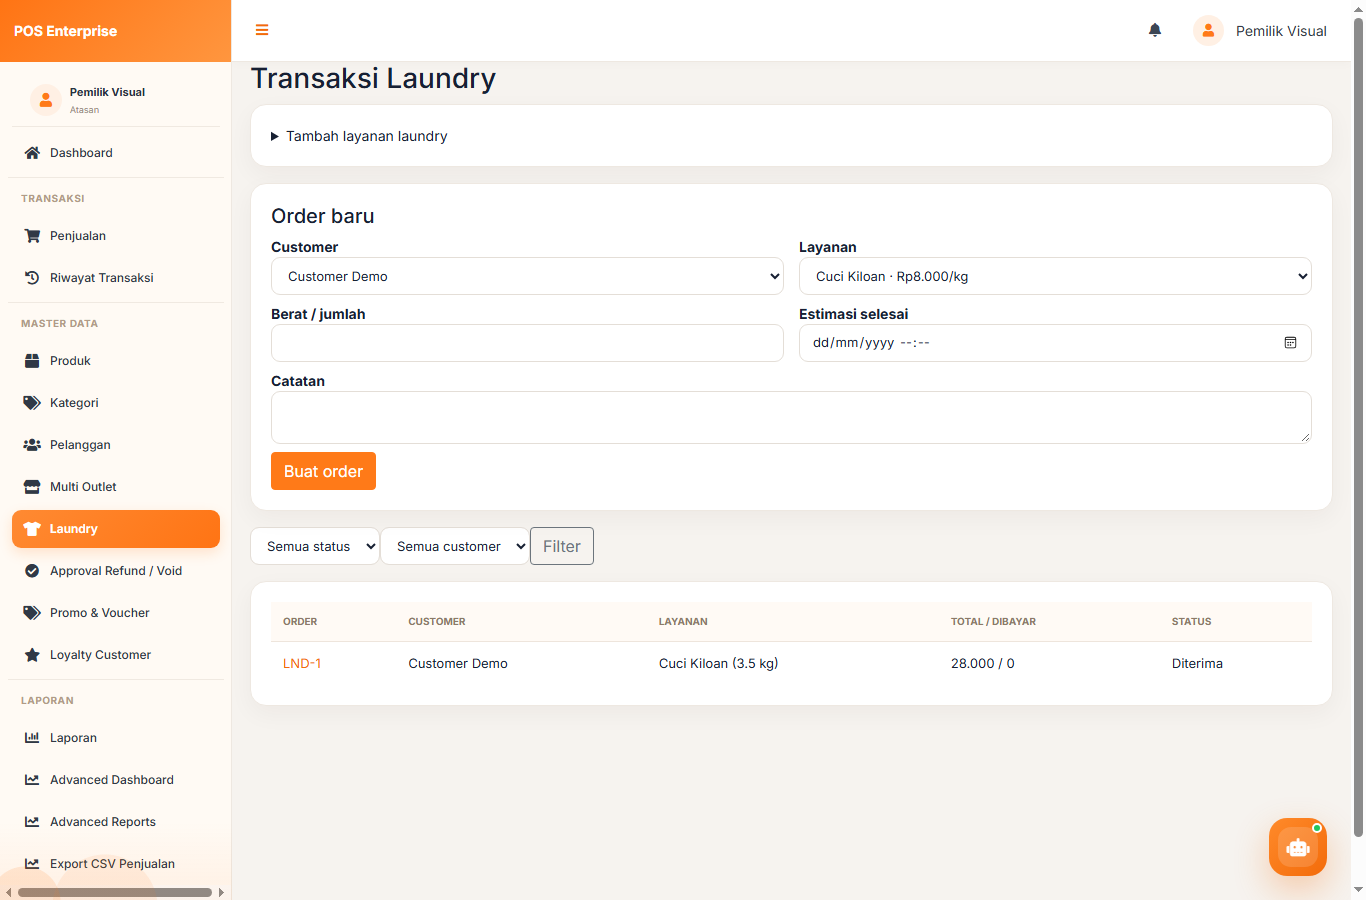 POS Enterprise
Pemilik Visual
Pemilik Visual
Atasan
Dashboard
TRANSAKSI
Penjualan
Riwayat Transaksi
MASTER DATA
Produk
Kategori
Pelanggan
Multi Outlet
Laundry
Approval Refund / Void
Promo & Voucher
Loyalty Customer
LAPORAN
Laporan
Advanced Dashboard
Advanced Reports
Export CSV Penjualan
Transaksi Laundry
Tambah layanan laundry
Order baru
Customer
Customer Demo
Layanan
Cuci Kiloan · Rp8.000/kg
Berat / jumlah
Estimasi selesai
dd/mm/yyyy --:--
Catatan
Buat order
Semua status
Semua customer
Filter
ORDER CUSTOMER LAYANAN TOTAL / DIBAYAR STATUS
LND-1 Customer Demo Cuci Kiloan (3.5 kg) 28.000 / 0 Diterima